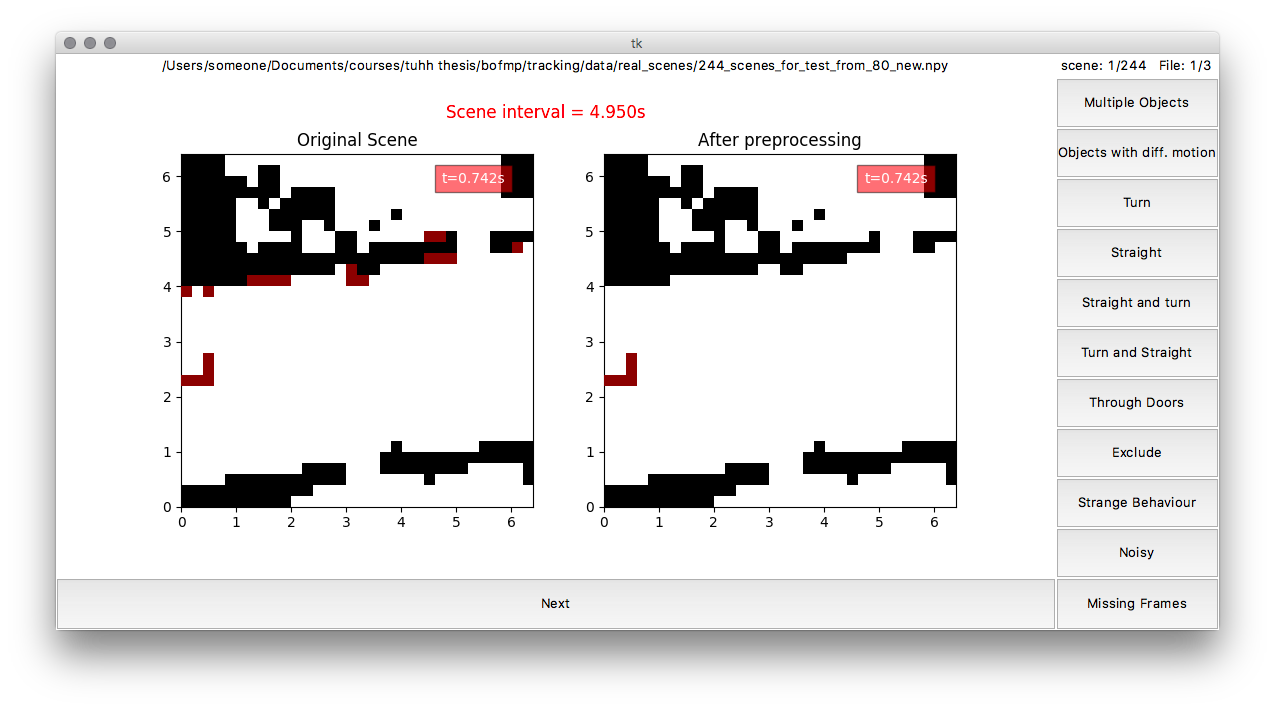 tk
/Users/someone/Documents/courses/tuhh thesis/bofmp/tracking/data/real_scenes/244_scenes_for_test_from_80_new.npy
scene: 1/244 File: 1/3
Scene interval = 4.950s
Original Scene
t=0.742s
6
5
4
3
2
1
0
0 1 2 3 4 5 6
After preprocessing
t=0.742s
6
5
4
3
2
1
0
0 1 2 3 4 5 6
Multiple Objects
Objects with diff. motion
Turn
Straight
Straight and turn
Turn and Straight
Through Doors
Exclude
Strange Behaviour
Noisy
Missing Frames
Next